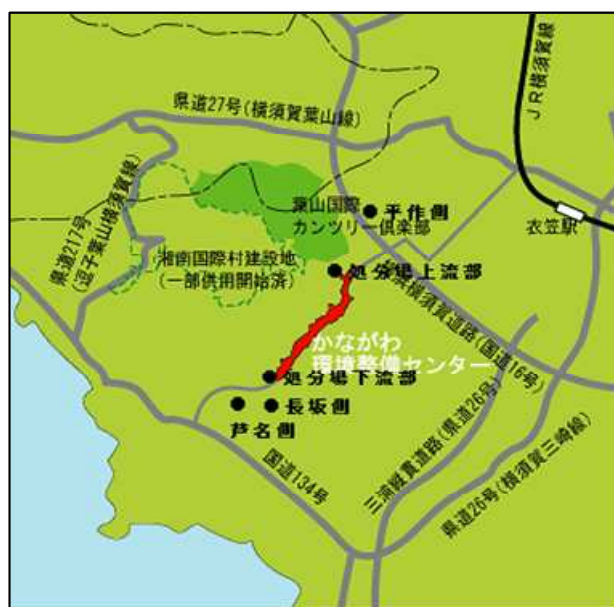 県道27号(横須賀葉山線)
JR横須賀線
県道217号
(逗子葉山横須賀線)
葉山国際
カンツリー倶楽部
平作側
衣笠駅
湘南国際村建設地
(一部供用開始済)
処分場上流部
横浜横須賀道路(国道16号)
かながわ
環境整備センター
処分場下流部
長坂側
芦名側
国道134号
三浦縦貫道路(県道26号)
県道26号(横須賀三崎線)